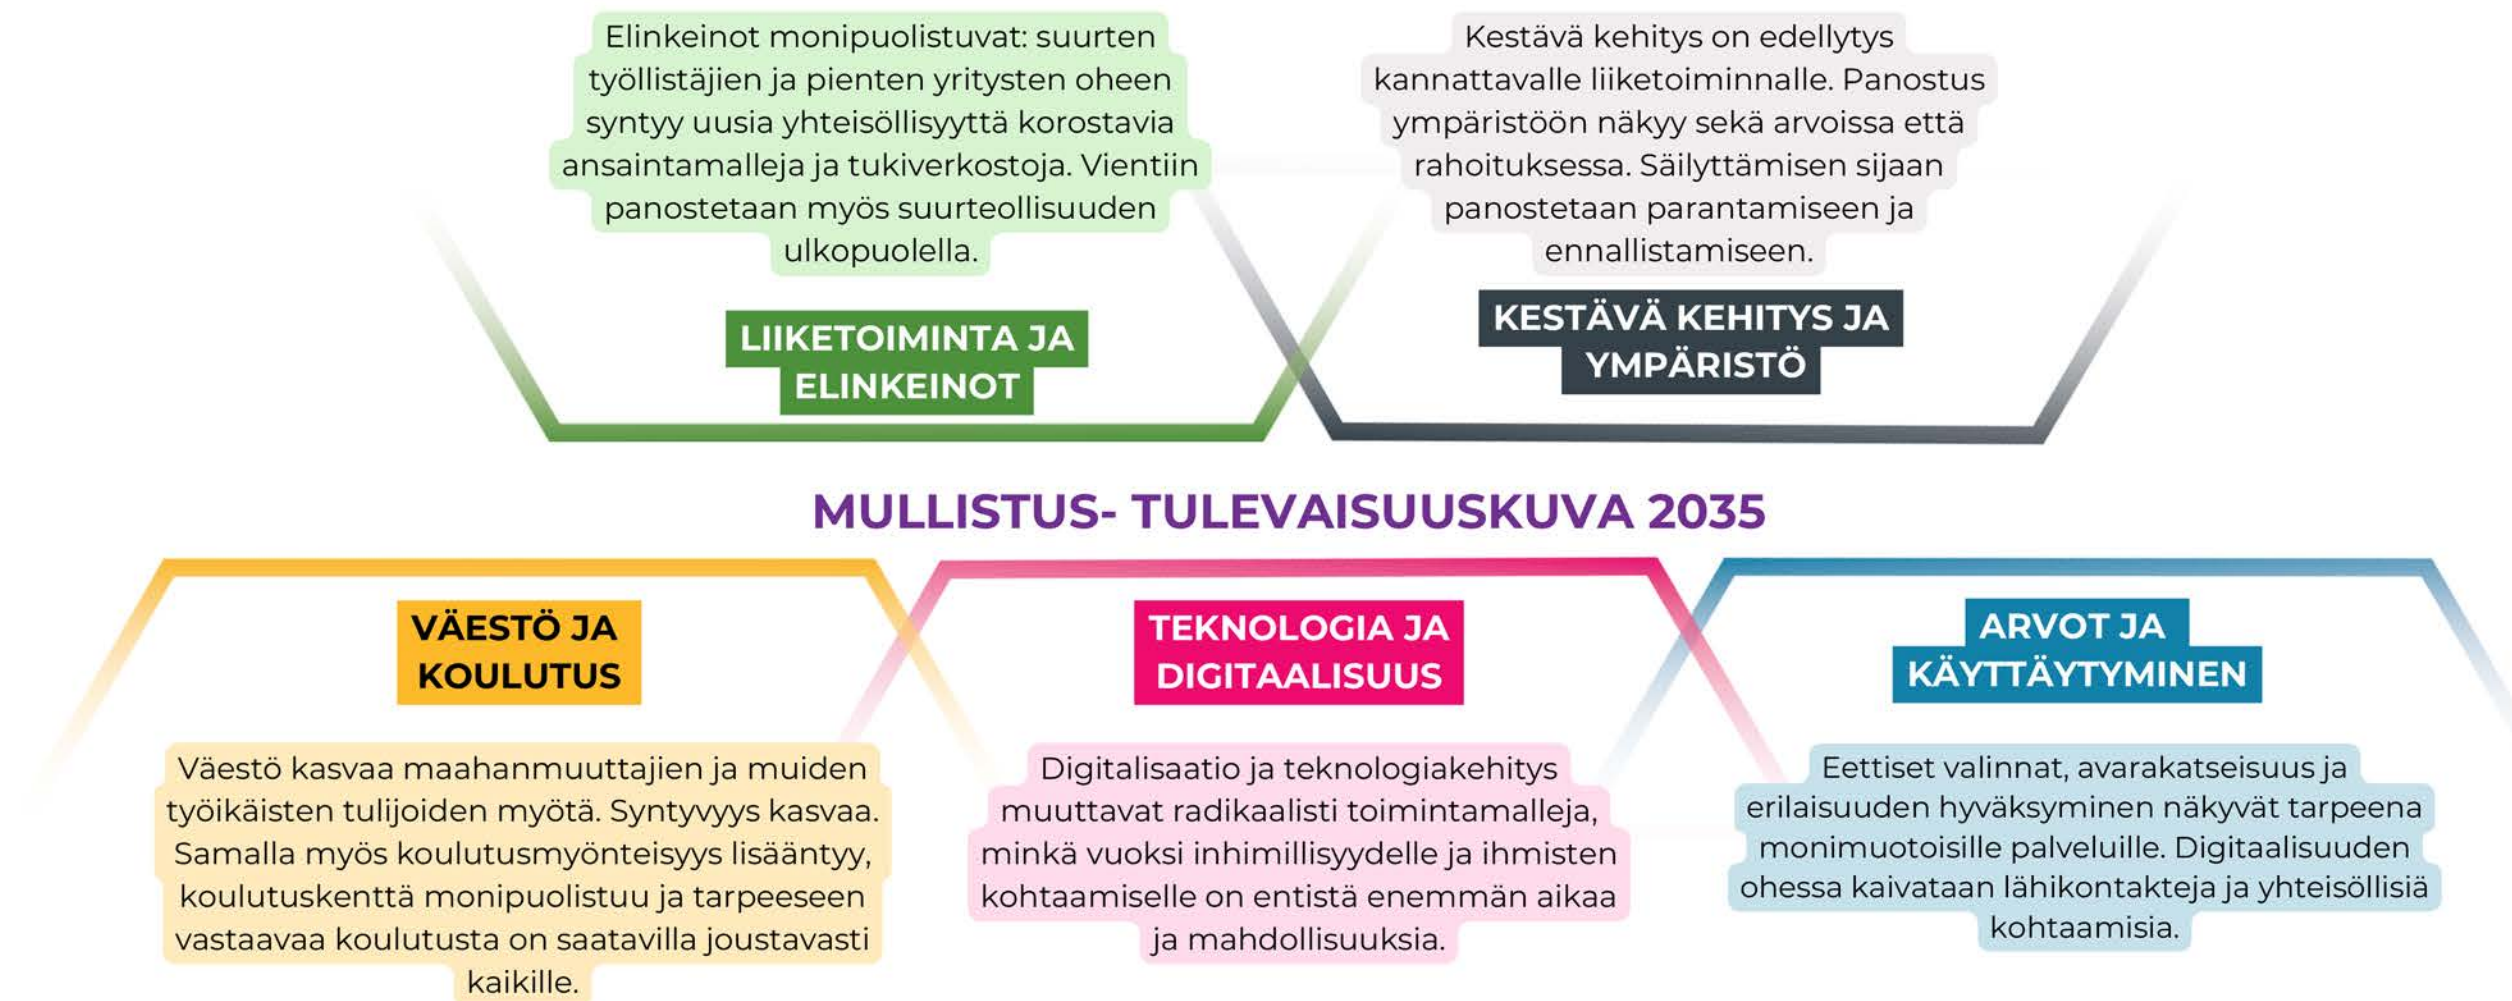 Elinkeinot monipuolistuvat: suurten
työllistäjien ja pienten yritysten oheen
syntyy uusia yhteisöllisyyttä korostavia
ansaintamalleja ja tukiverkostoja. Vientiin
panostetaan myös suurteollisuuden
ulkopuolella.
LIIKETOIMINTA JA
ELINKEINOT
Kestävä kehitys on edellytys
kannattavalle liiketoiminnalle. Panostus
ympäristöön näkyy sekä arvoissa että
rahoituksessa. Säilyttämisen sijaan
panostetaan parantamiseen ja
ennallistamiseen.
KESTÄVÄ KEHITYS JA
YMPÄRISTÖ
MULLISTUS- TULEVAISUUSKUVA 2035
VÄESTÖ JA
KOULUTUS
Väestö kasvaa maahanmuuttajien ja muiden
työikäisten tulijoiden myötä. Syntyvyys kasvaa.
Samalla myös koulutusmyönteisyys lisääntyy,
koulutuskenttä monipuolistuu ja tarpeeseen
vastaavaa koulutusta on saatavilla joustavasti
kaikille.
TEKNOLOGIA JA
DIGITAALISUUS
Digitalisaatio ja teknologiakehitys
muuttavat radikaalisti toimintamalleja,
minkä vuoksi inhimillisyydelle ja ihmisten
kohtaamiselle on entistä enemmän aikaa
ja mahdollisuuksia.
ARVOT JA
KÄYTTÄYTYMINEN
Eettiset valinnat, avarakatseisuus ja
erilaisuuden hyväksyminen näkyvät tarpeena
monimuotoisille palveluille. Digitaalisuuden
ohessa kaivataan lähikontakteja ja yhteisöllisiä
kohtaamisia.